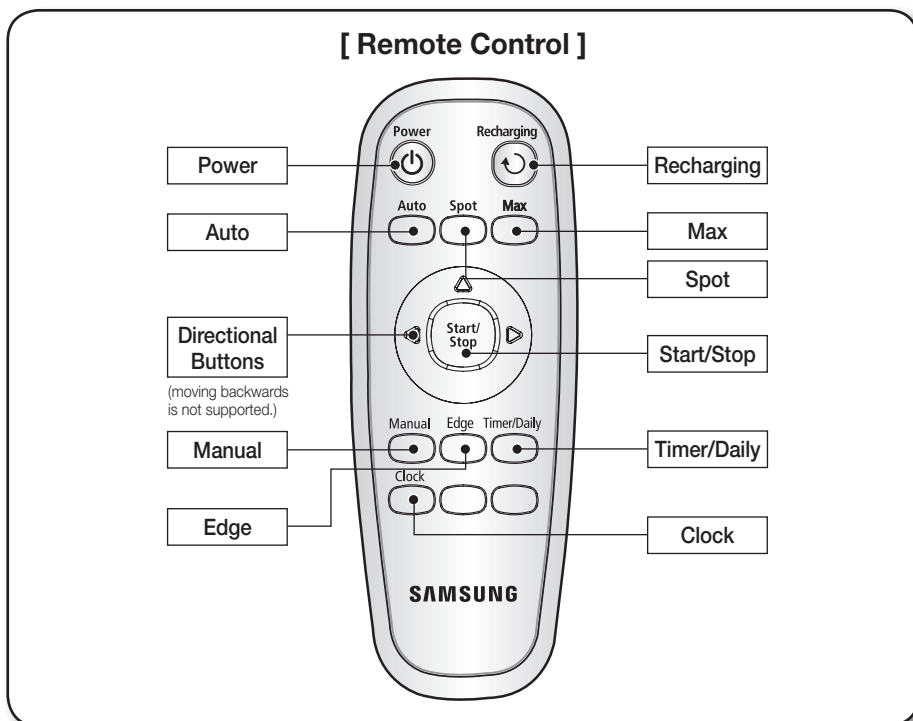 [ Remote Control ]
Power
Recharging
Power
Recharging
Auto
Spot
Max
Auto
Max
Spot
Directional
Buttons
(moving backwards
is not supported.)
Start/
Stop
Start/Stop
Manual
Edge
Timer/Daily
Manual
Timer/Daily
Clock
Edge
Clock
SAMSUNG